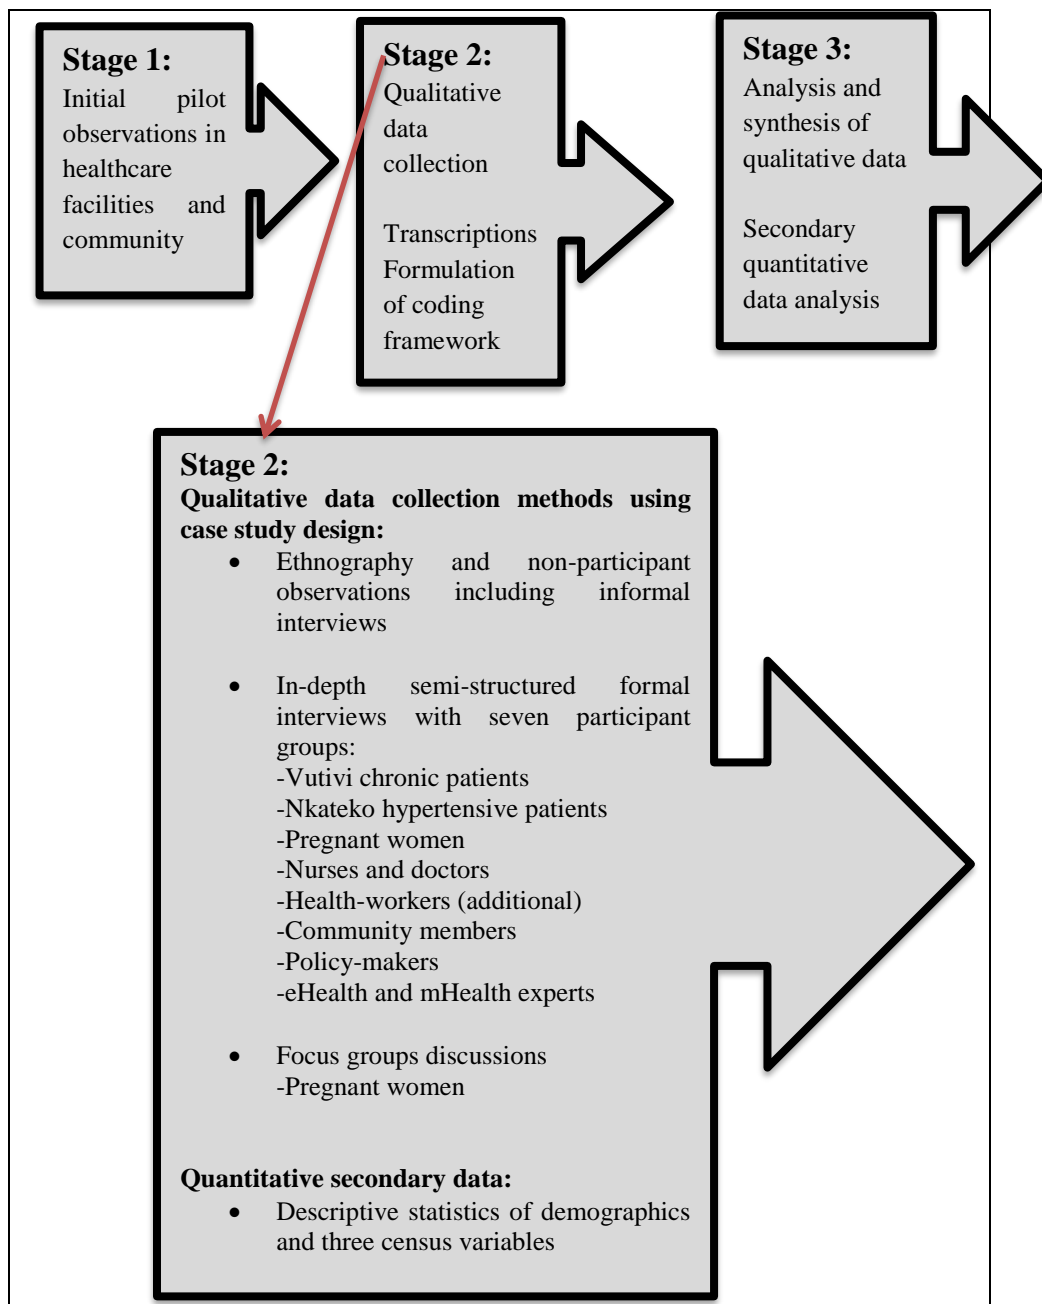 Stage 1:
Initial pilot
observations in
healthcare
facilities and
community
Stage 2:
Qualitative
data
collection
Transcriptions
Formulation
of coding
framework
Stage 3:
Analysis and
synthesis of
qualitative data
Secondary
quantitative
data analysis
Stage 2:
Qualitative data collection methods using
case study design:
• Ethnography and non-participant
observations including informal
interviews
• In-depth semi-structured formal
interviews with seven participant
groups:
-Vutivi chronic patients
-Nkateko hypertensive patients
-Pregnant women
-Nurses and doctors
-Health-workers (additional)
-Community members
-Policy-makers
-eHealth and mHealth experts
• Focus groups discussions
-Pregnant women
Quantitative secondary data:
• Descriptive statistics of demographics
and three census variables